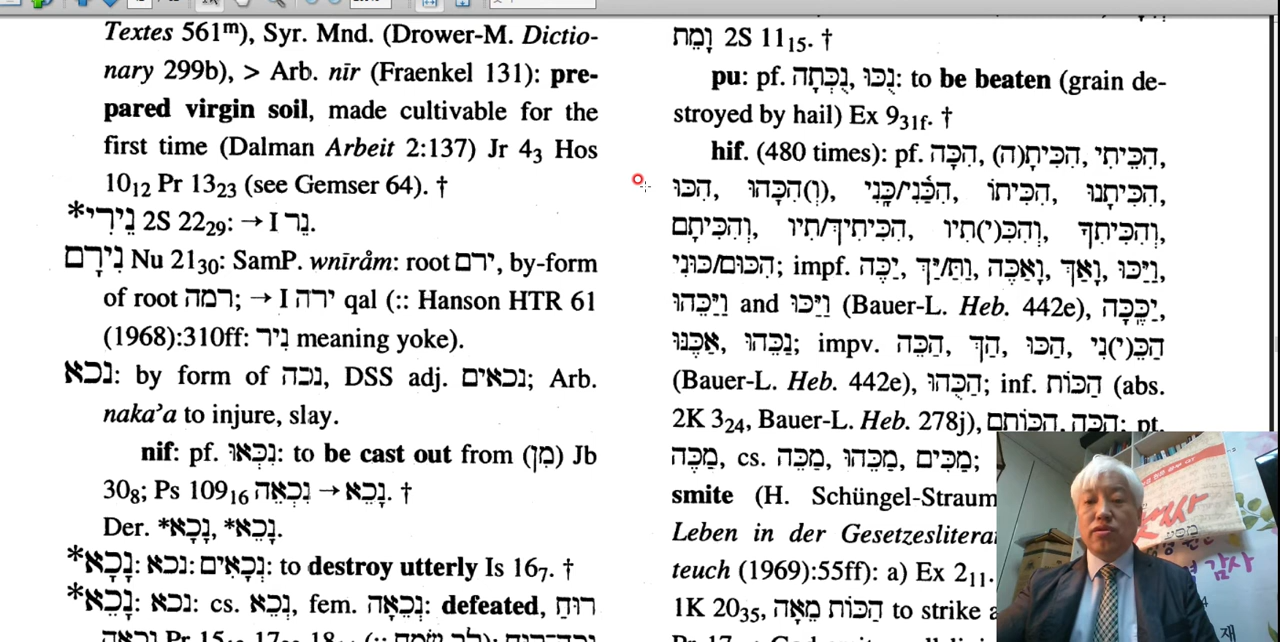 Textes 561ᵐ), Syr. Mnd. (Drower-M. Dictio-
nary 299b), > Arb. nīr (Fraenkel 131): pre-
pared virgin soil, made cultivable for the
first time (Dalman Arbeit 2:137) Jr 4₃ Hos
10₁₂ Pr 13₂₃ (see Gemser 64). †
*נֵירִי 2S 22₂₉: → I נֵר.
נִירָם Nu 21₃₀: SamP. wnīråm: root ירם, by-form
of root רמה; → I ירה qal (:: Hanson HTR 61
(1968):310ff: נִיר meaning yoke).
נכא: by form of נכה, DSS adj. נכאים; Arb.
nakaʾa to injure, slay.
nif: pf. נִכְּאוּ: to be cast out from (מִן) Jb
30₈; Ps 109₁₆ נִכְאֵה → נָכֵא. †
Der. *נָכָא, *נָכֵא.
*נָכָא: נכא: נְכָאִים: to destroy utterly Is 16₇. †
*נָכֵא: נכא: cs. נְכֵא, fem. נְכֵאָה: defeated, רוּחַ
וָמֵת 2S 11₁₅. †
pu: pf. נֻכּוּ, נֻכְּתָה: to be beaten (grain de-
stroyed by hail) Ex 9₃₁f. †
hif. (480 times): pf. הִכָּה, הִכִּיתָ(ה), הִכֵּיתִי,
הִכּוּ, (וְ)הִכָּהוּ, הִכַּנִי/כָּנִי, הִכִּיתוֹ, הִכִּיתָנוּ
וְהִכִּיתָם, הִכִּיתִיךָ/תִיו, וְהִכִּ(י)תִיו, וְהִכִּיתִךָ,
הִכּוּם/כּוּנִי; impf. יַכֶּה, וַתַּ/יַּךְ, וָאַכֶּה, וָאַךְ, וַיַּכּוּ,
וַיַּכֵּהוּ and וַיַּכּוּ (Bauer-L. Heb. 442e), יַכֶּכָּה,
נַכֵּהוּ, אַכֶּנּוּ; impv. הַכֵּה, הַךְ, הַכּוּ, הַכֵּ(י)נִי
(Bauer-L. Heb. 442e), הַכֻּהוּ; inf. הַכּוֹת (abs.
2K 3₂₄, Bauer-L. Heb. 278j), הַכֵּה, הַכּוֹתָם: pt.
מַכֶּה, cs. מַכֵּה, מַכֵּהוּ, מַכִּים;
smite (H. Schüngel-Straum
Leben in der Gesetzesliterat
teuch (1969):55ff): a) Ex 2₁₁.
1K 20₃₅, הַכּוֹת מֵאָה to strike a
감사